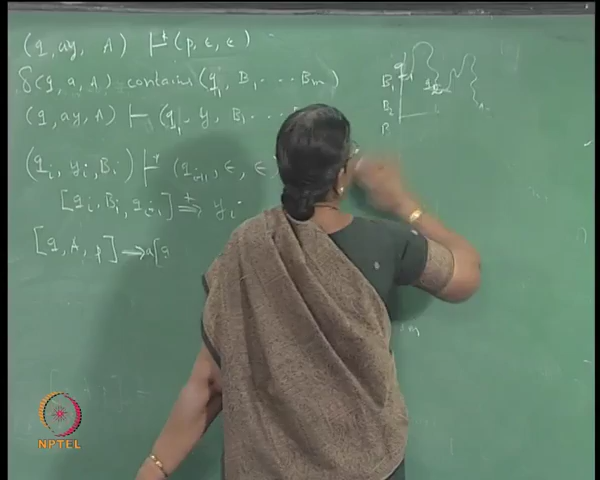 (q, ay, A) ⊢* (p, ε, ε)
δ(q, a, A) contains (q₁, B₁ ... Bₘ)
(q, ay, A) ⊢ (q₁, y, B₁ ...
(qᵢ, yᵢ, Bᵢ) ⊢* (qᵢ₊₁, ε, ε
[qᵢ, Bᵢ, qᵢ₊₁] ⇒* yᵢ
[q, A, p] → a[q
B₁
B₂
B
NPTEL